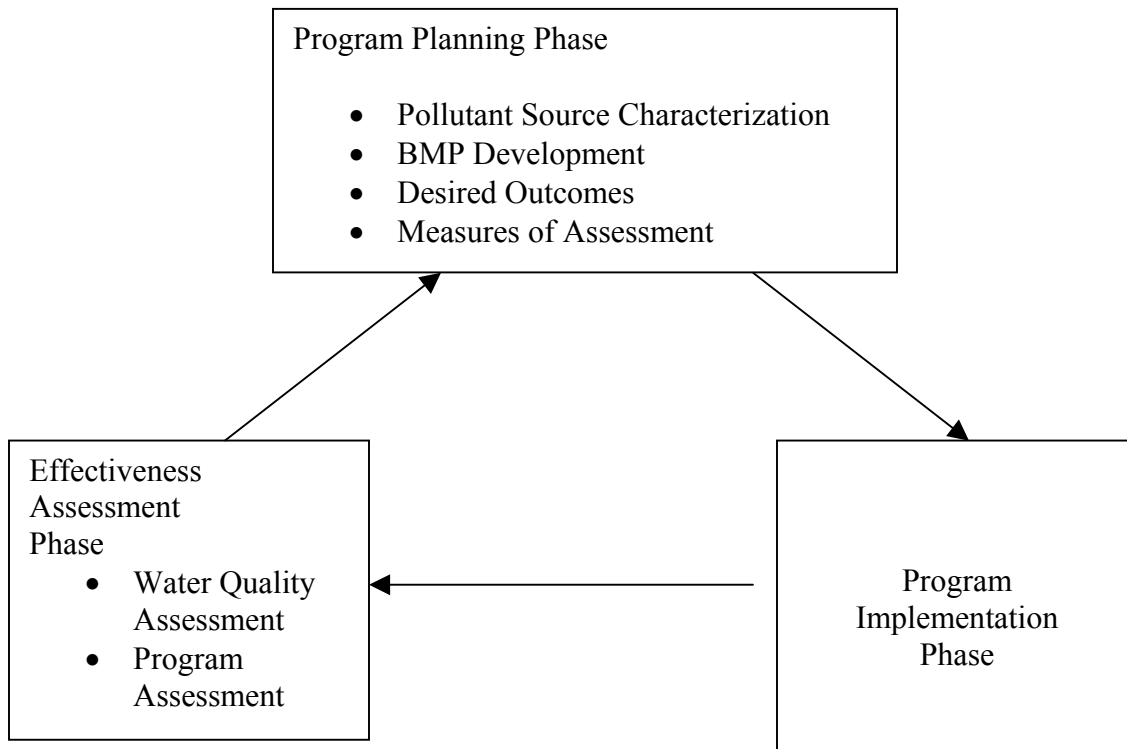 Program Planning Phase
• Pollutant Source Characterization
• BMP Development
• Desired Outcomes
• Measures of Assessment
Effectiveness
Assessment
Phase
• Water Quality
Assessment
• Program
Assessment
Program
Implementation
Phase